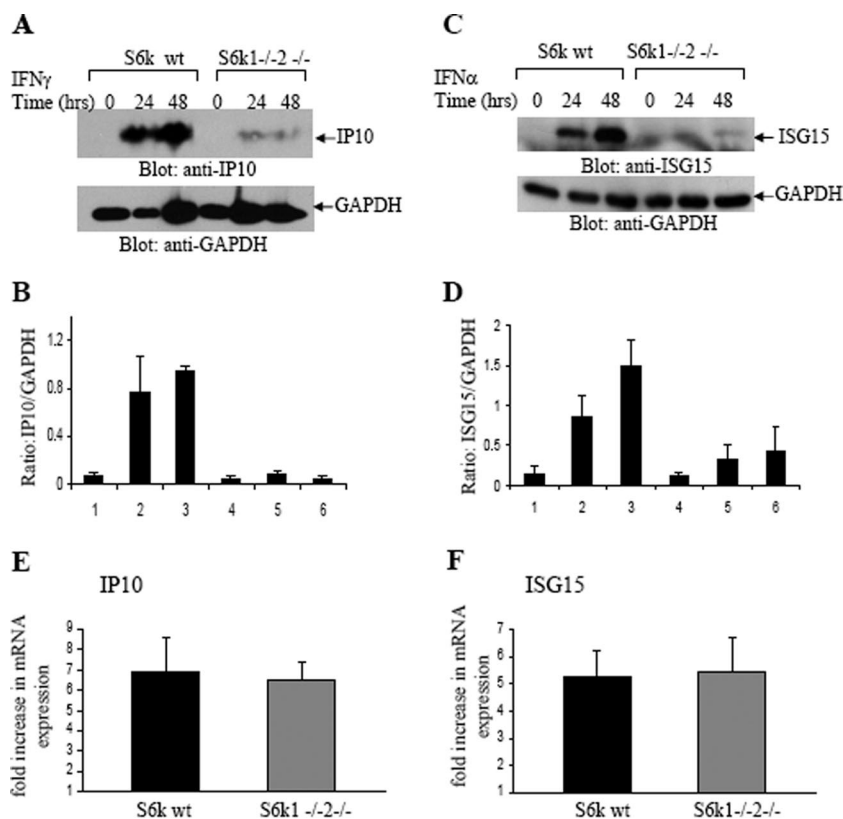 A
S6k wt S6k1-/-2 -/-
IFNγ
Time (hrs) 0 24 48 0 24 48
IP10
Blot: anti-IP10
GAPDH
Blot: anti-GAPDH
C
S6k wt S6k1-/-2 -/-
IFNα
Time (hrs) 0 24 48 0 24 48
ISG15
Blot: anti-ISG15
GAPDH
Blot: anti-GAPDH
B
Ratio:IP10/GAPDH
1.2
0.8
0.4
0
1 2 3 4 5 6
D
Ratio: ISG15/GAPDH
2
1.5
1
0.5
0
1 2 3 4 5 6
E
IP10
fold increase in mRNA
expression
9
8
7
6
5
4
3
2
1
S6k wt S6k1 -/-2-/-
F
ISG15
fold increase in mRNA
expression
7
6
5
4
3
2
1
S6k wt S6k1-/-2-/-